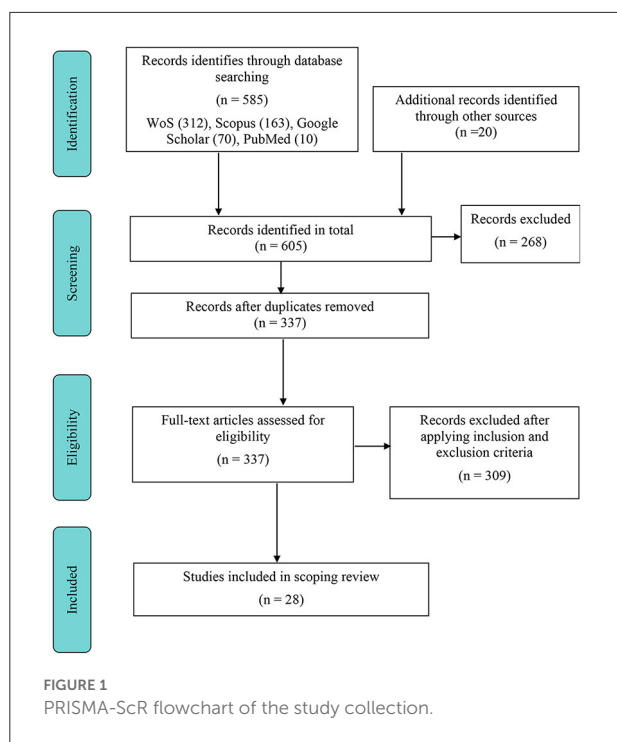 Identification
Records identifies through database
searching
(n = 585)
WoS (312), Scopus (163), Google
Scholar (70), PubMed (10)
Additional records identified
through other sources
(n =20)
Screening
Records identified in total
(n = 605)
Records excluded
(n = 268)
Records after duplicates removed
(n = 337)
Eligibility
Full-text articles assessed for
eligibility
(n = 337)
Records excluded after
applying inclusion and
exclusion criteria
(n = 309)
Included
Studies included in scoping review
(n = 28)
FIGURE 1
PRISMA-ScR flowchart of the study collection.